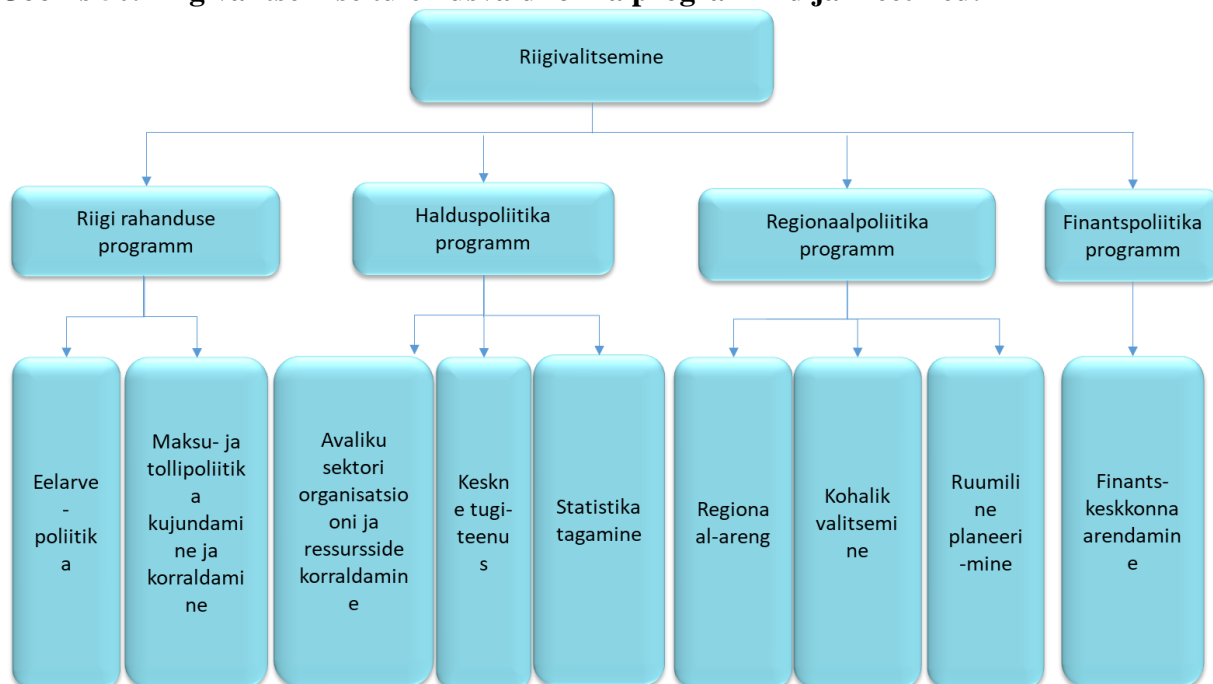 Riigivalitsemine
Riigi rahanduse
programm
Halduspoliitika
programm
Regionaalpoliitika
programm
Finantspoliitika
programm
Eelarve
-
poliitik
a
Maksu- ja
tollipoliitik
a
kujundami
ne ja
korraldami
ne
Avaliku
sektori
organisatsio
oni ja
ressursside
korraldamin
e
Keskn
e tugi-
teenu
s
Statistika
tagamine
Regiona
al-areng
Kohalik
valitsemi
ne
Ruumili
ne
planeeri
-mine
Finants-
keskkonna
arendamin
e